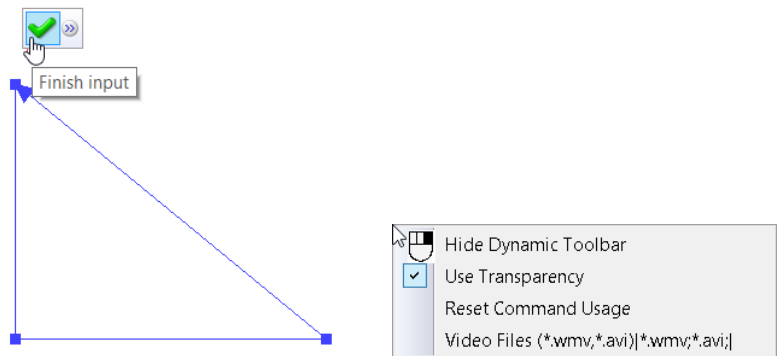 Finish input
Hide Dynamic Toolbar
Use Transparency
Reset Command Usage
Video Files (*.wmv,*.avi)|*.wmv;*.avi;|